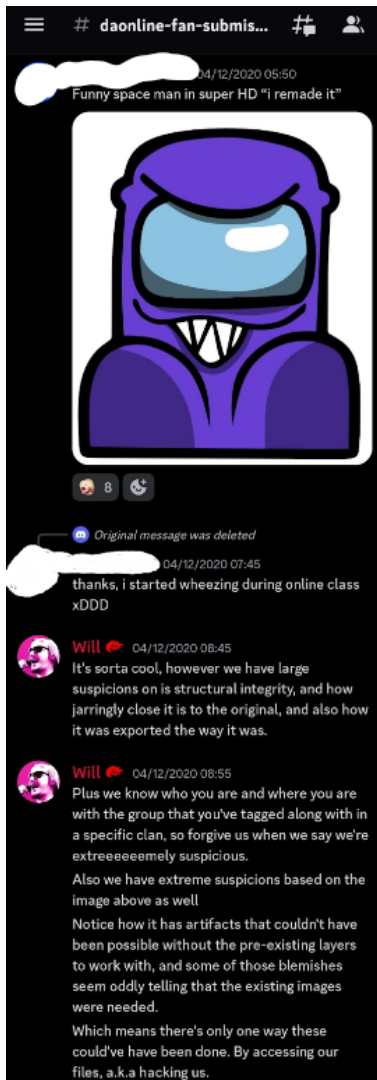 # daonline-fan-submis...
04/12/2020 05:50
Funny space man in super HD “i remade it”
8
Original message was deleted
04/12/2020 07:45
thanks, i started wheezing during online class
xDDD
Will 04/12/2020 08:45
It's sorta cool, however we have large
suspicions on is structural integrity, and how
jarringly close it is to the original, and also how
it was exported the way it was.
Will 04/12/2020 08:55
Plus we know who you are and where you are
with the group that you've tagged along with in
a specific clan, so forgive us when we say we're
extreeeeeemely suspicious.
Also we have extreme suspicions based on the
image above as well
Notice how it has artifacts that couldn't have
been possible without the pre-existing layers
to work with, and some of those blemishes
seem oddly telling that the existing images
were needed.
Which means there's only one way these
could've have been done. By accessing our
files, a.k.a hacking us.